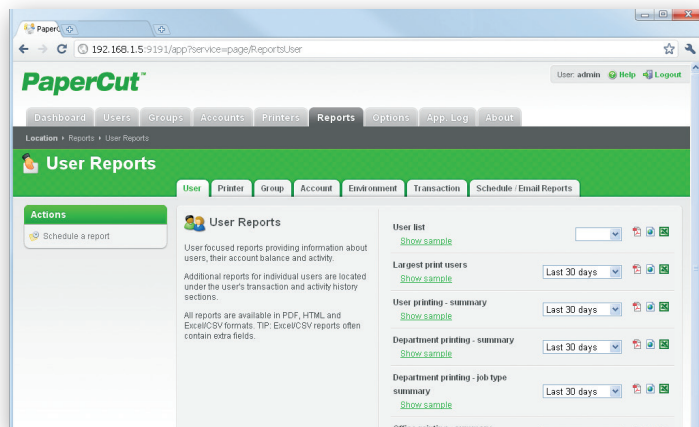 PaperC
192.168.1.5:9191/app?service=page/ReportsUser
PaperCut™
User: admin Help Logout
Dashboard Users Groups Accounts Printers Reports Options App. Log About
Location ▸ Reports ▸ User Reports
User Reports
User Printer Group Account Environment Transaction Schedule / Email Reports
Actions
Schedule a report
User Reports
User focused reports providing information about
users, their account balance and activity.
Additional reports for individual users are located
under the user's transaction and activity history
sections.
All reports are available in PDF, HTML and
Excel/CSV formats. TIP: Excel/CSV reports often
contain extra fields.
User list
Show sample
Largest print users
Show sample
Last 30 days
User printing - summary
Show sample
Last 30 days
Department printing - summary
Show sample
Last 30 days
Department printing - job type
summary
Show sample
Last 30 days